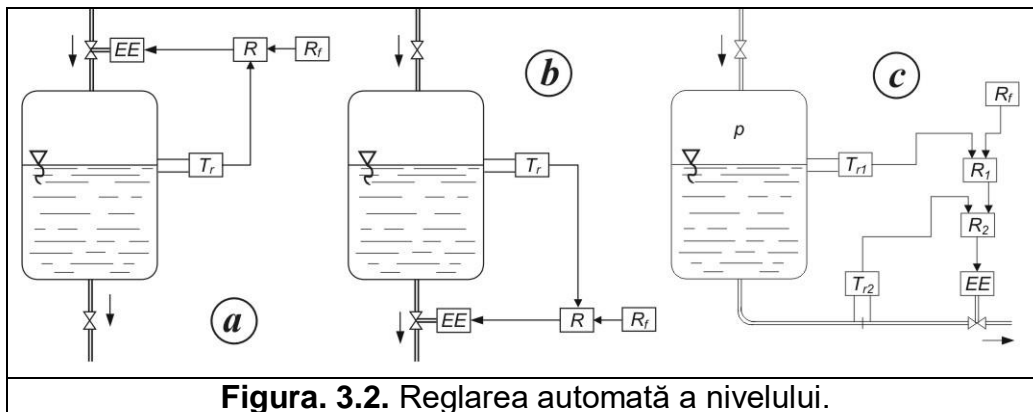 EE R Rf
Tr
a
b
Tr
EE R Rf
c
p
Rf
Tr1
R1
R2
Tr2
EE
Figura. 3.2. Reglarea automată a nivelului.